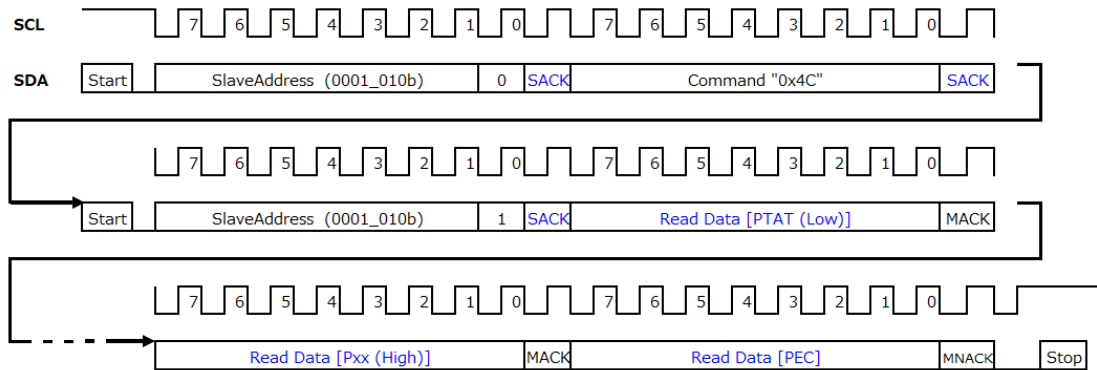 SCL 7 6 5 4 3 2 1 0 7 6 5 4 3 2 1 0
SDA Start SlaveAddress (0001_010b) 0 SACK Command "0x4C" SACK
7 6 5 4 3 2 1 0 7 6 5 4 3 2 1 0
Start SlaveAddress (0001_010b) 1 SACK Read Data [PTAT (Low)] MACK
7 6 5 4 3 2 1 0 7 6 5 4 3 2 1 0
Read Data [Pxx (High)] MACK Read Data [PEC] MNACK Stop